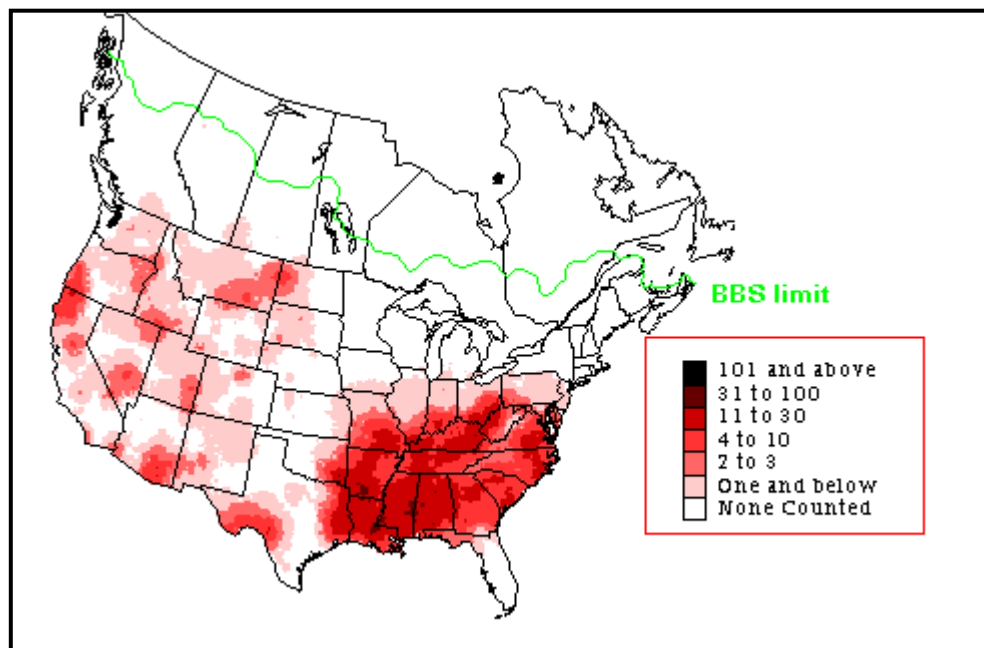 BBS limit
101 and above
31 to 100
11 to 30
4 to 10
2 to 3
One and below
None Counted